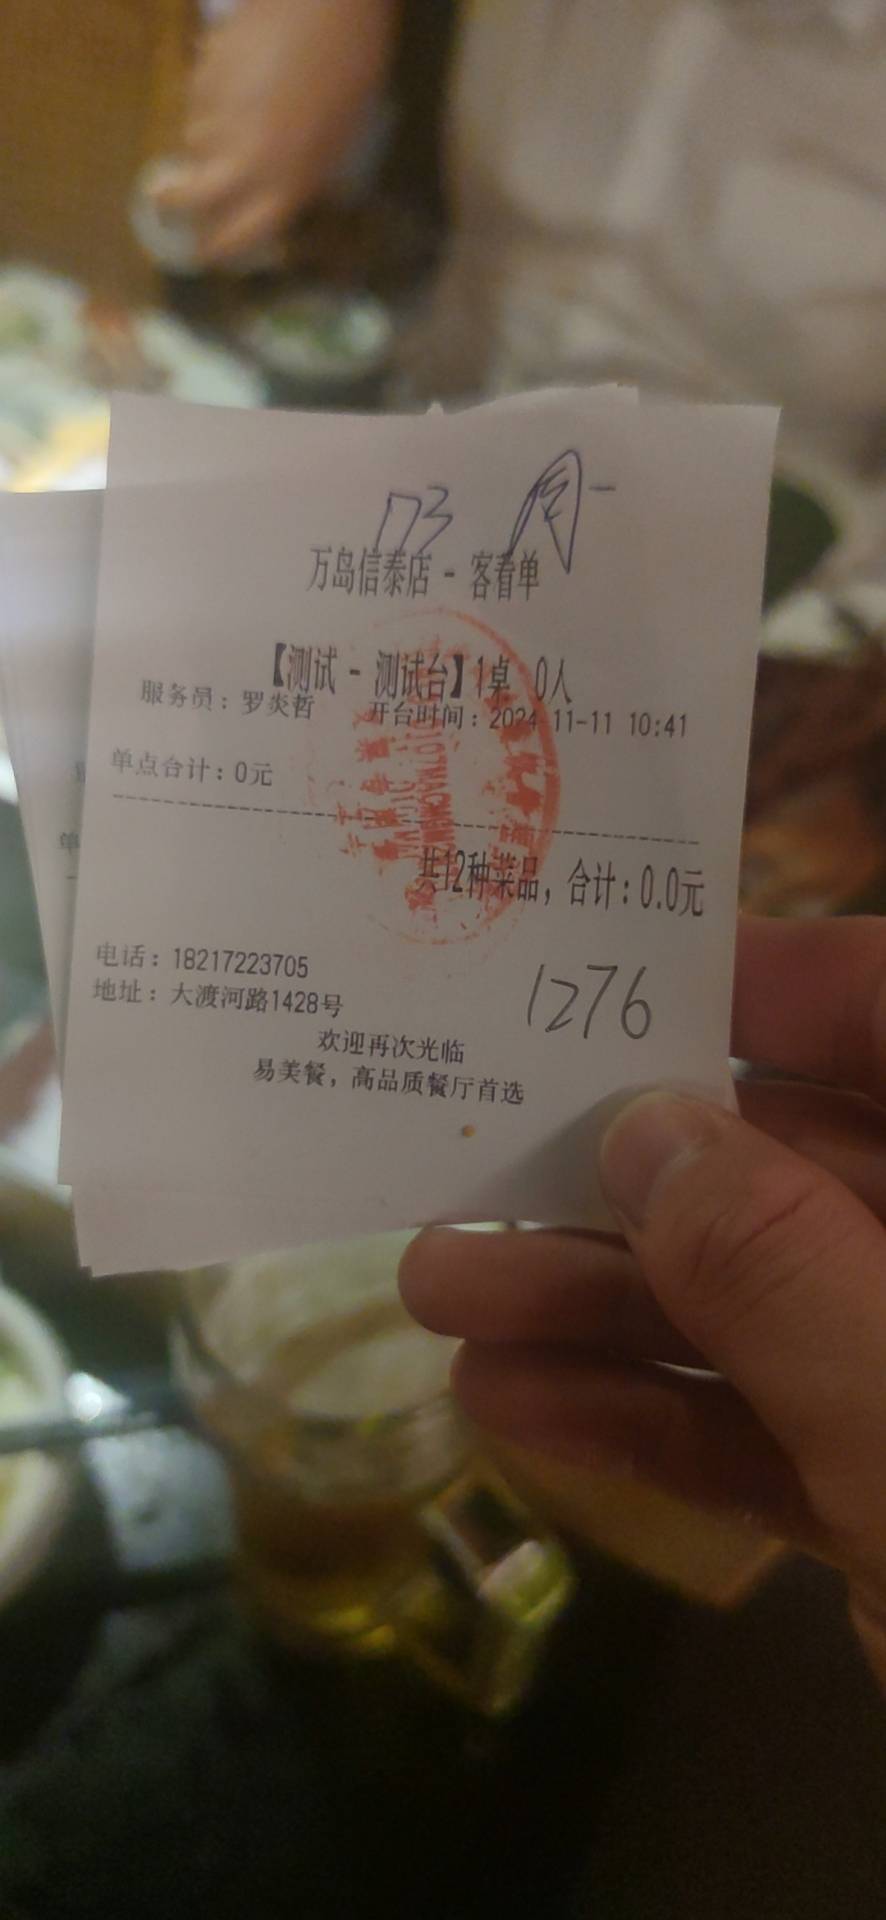 173 周一
万岛信泰店 - 客看单
【测试 - 测试台】1桌 0人
服务员：罗炎哲 开台时间：2024-11-11 10:41
单点合计：0元
共12种菜品，合计：0.0元
电话：18217223705
地址：大渡河路1428号
1276
欢迎再次光临
易美餐，高品质餐厅首选
单